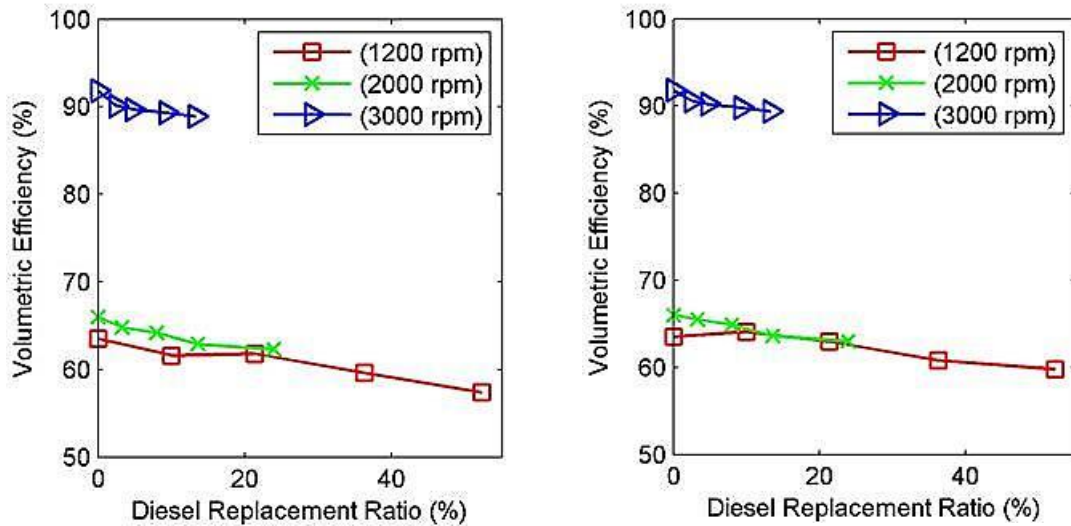 100
90
80
70
60
50
Volumetric Efficiency (%)
(1200 rpm)
(2000 rpm)
(3000 rpm)
0 20 40
Diesel Replacement Ratio (%)
100
90
80
70
60
50
Volumetric Efficiency (%)
(1200 rpm)
(2000 rpm)
(3000 rpm)
0 20 40
Diesel Replacement Ratio (%)